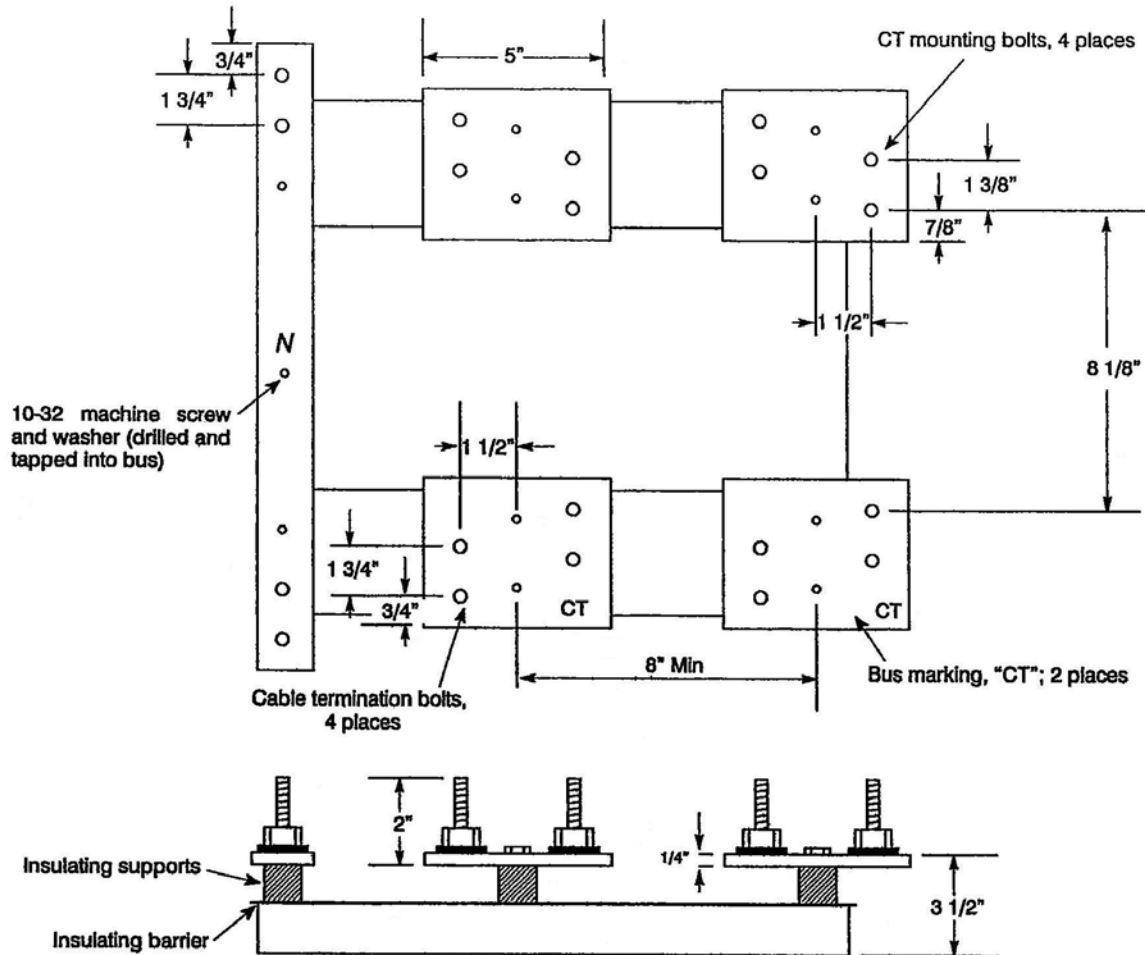 3/4"
1 3/4"
5"
CT mounting bolts, 4 places
1 3/8"
7/8"
1 1/2"
8 1/8"
N
10-32 machine screw
and washer (drilled and
tapped into bus)
1 1/2"
1 3/4"
3/4"
CT
CT
8" Min
Bus marking, "CT"; 2 places
Cable termination bolts,
4 places
2"
1/4"
Insulating supports
3 1/2"
Insulating barrier